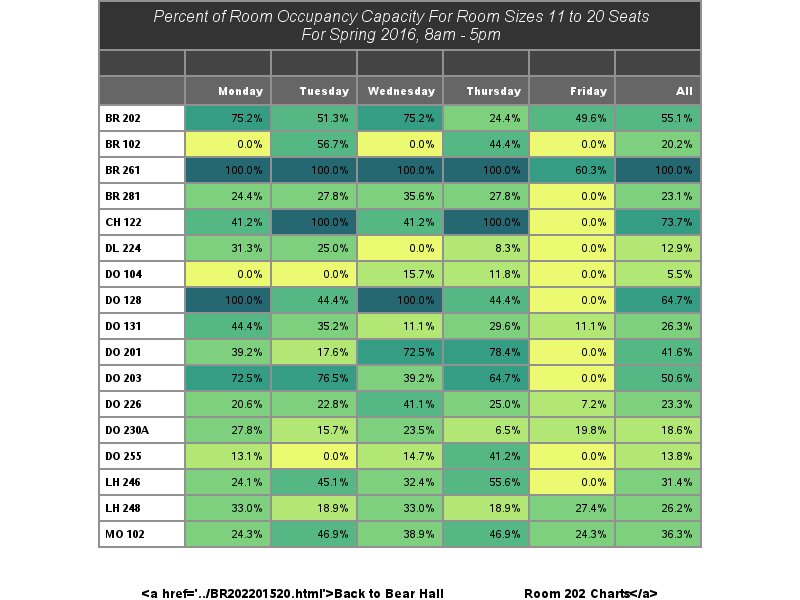 Percent of Room Occupancy Capacity For Room Sizes 11 to 20 Seats
For Spring 2016, 8am - 5pm
Monday Tuesday Wednesday Thursday Friday All
BR 202 75.2% 51.3% 75.2% 24.4% 49.6% 55.1%
BR 102 0.0% 56.7% 0.0% 44.4% 0.0% 20.2%
BR 261 100.0% 100.0% 100.0% 100.0% 60.3% 100.0%
BR 281 24.4% 27.8% 35.6% 27.8% 0.0% 23.1%
CH 122 41.2% 100.0% 41.2% 100.0% 0.0% 73.7%
DL 224 31.3% 25.0% 0.0% 8.3% 0.0% 12.9%
DO 104 0.0% 0.0% 15.7% 11.8% 0.0% 5.5%
DO 128 100.0% 44.4% 100.0% 44.4% 0.0% 64.7%
DO 131 44.4% 35.2% 11.1% 29.6% 11.1% 26.3%
DO 201 39.2% 17.6% 72.5% 78.4% 0.0% 41.6%
DO 203 72.5% 76.5% 39.2% 64.7% 0.0% 50.6%
DO 226 20.6% 22.8% 41.1% 25.0% 7.2% 23.3%
DO 230A 27.8% 15.7% 23.5% 6.5% 19.8% 18.6%
DO 255 13.1% 0.0% 14.7% 41.2% 0.0% 13.8%
LH 246 24.1% 45.1% 32.4% 55.6% 0.0% 31.4%
LH 248 33.0% 18.9% 33.0% 18.9% 27.4% 26.2%
MO 102 24.3% 46.9% 38.9% 46.9% 24.3% 36.3%
<a href='../BR202201520.html'>Back to Bear Hall Room 202 Charts</a>